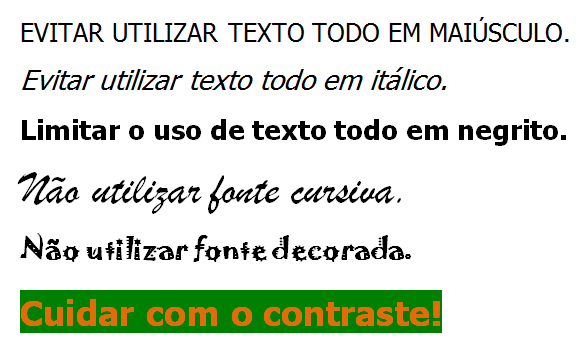 EVITAR UTILIZAR TEXTO TODO EM MAIÚSCULO.
Evitar utilizar texto todo em itálico.
Limitar o uso de texto todo em negrito.
Não utilizar fonte cursiva.
Não utilizar fonte decorada.
Cuidar com o contraste!